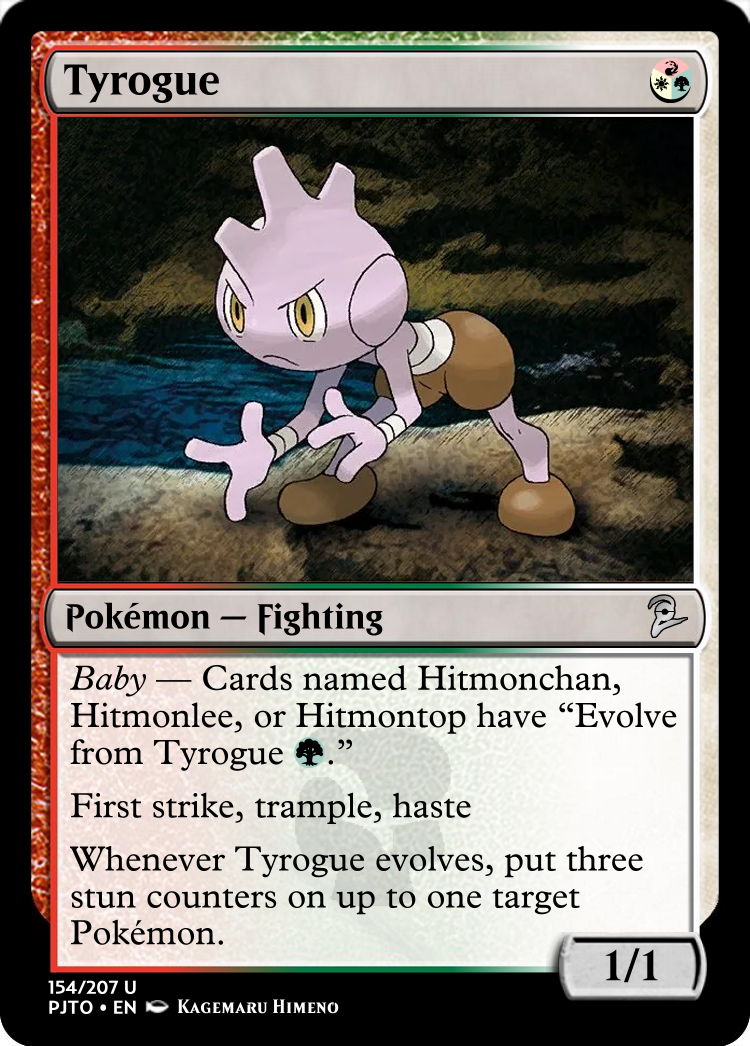 Tyrogue
Pokémon — Fighting
Baby — Cards named Hitmonchan,
Hitmonlee, or Hitmontop have “Evolve
from Tyrogue .”
First strike, trample, haste
Whenever Tyrogue evolves, put three
stun counters on up to one target
Pokémon.
1/1
154/207 U
PJTO • EN Kagemaru Himeno